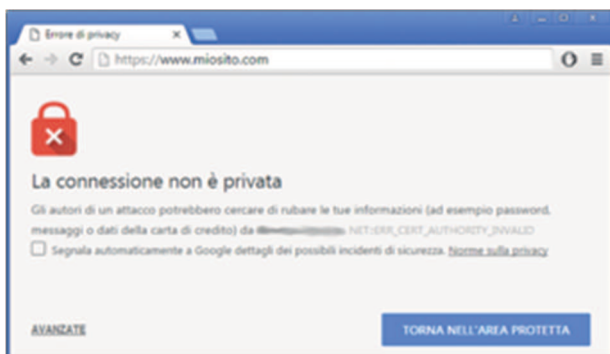 Errore di privacy
https://www.miosito.com
La connessione non è privata
Gli autori di un attacco potrebbero cercare di rubare le tue informazioni (ad esempio password,
messaggi o dati della carta di credito) da NET::ERR_CERT_AUTHORITY_INVALID
Segnala automaticamente a Google dettagli dei possibili incidenti di sicurezza. Norme sulla privacy
AVANZATE
TORNA NELL'AREA PROTETTA